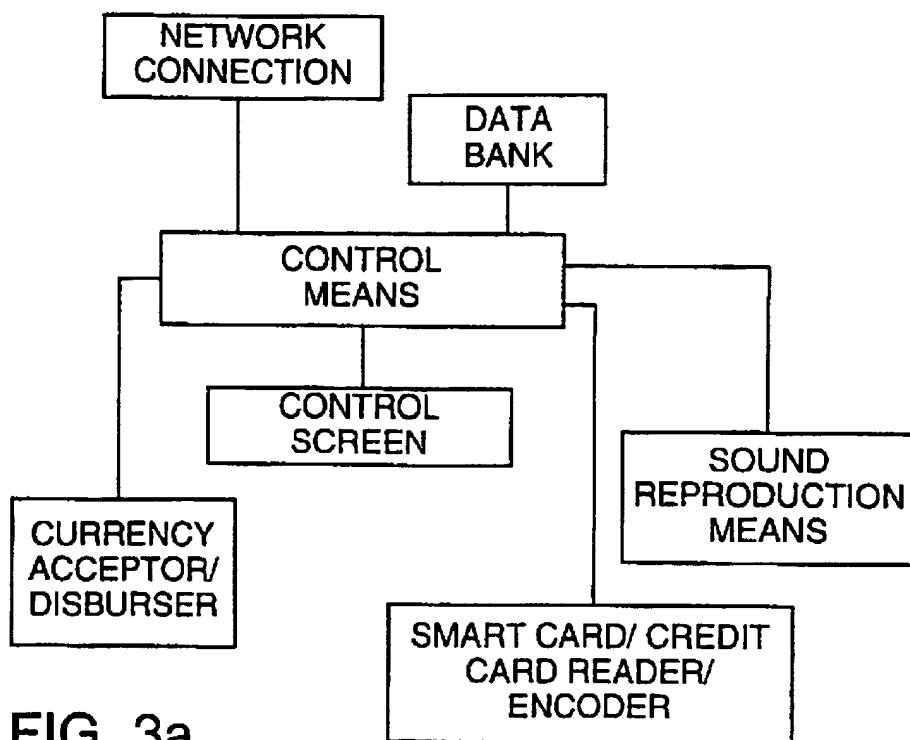 NETWORK
CONNECTION
DATA
BANK
CONTROL
MEANS
CONTROL
SCREEN
SOUND
REPRODUCTION
MEANS
CURRENCY
ACCEPTOR/
DISBURSER
SMART CARD/ CREDIT
CARD READER/
ENCODER
FIG. 3a